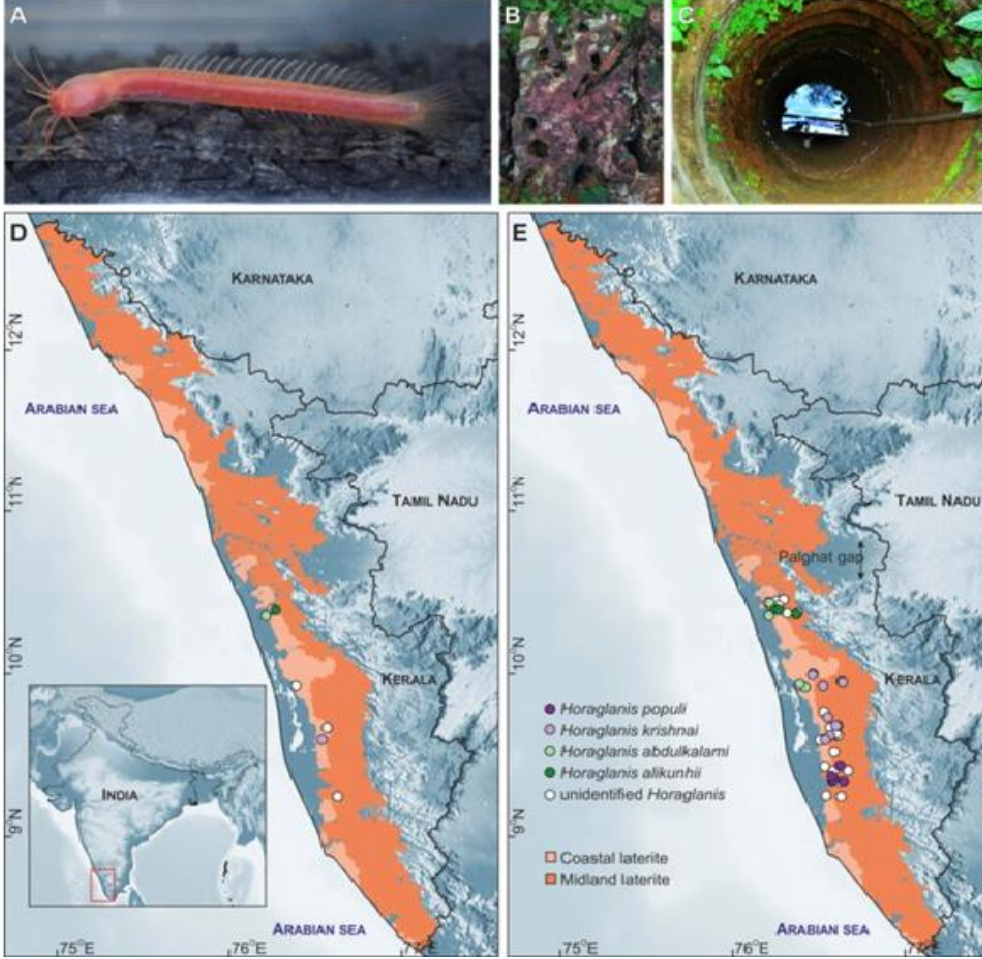 A
B
C
D
KARNATAKA
12°N
ARABIAN SEA
11°N
TAMIL NADU
10°N
KERALA
INDIA
9°N
ARABIAN SEA
75°E
76°E
77°E
E
KARNATAKA
12°N
ARABIAN SEA
11°N
TAMIL NADU
Palghat gap
10°N
KERALA
Horaglanis populi
Horaglanis krishnai
Horaglanis abdulkalami
Horaglanis alikunhii
unidentified Horaglanis
9°N
Coastal laterite
Midland laterite
ARABIAN SEA
75°E
76°E
77°E